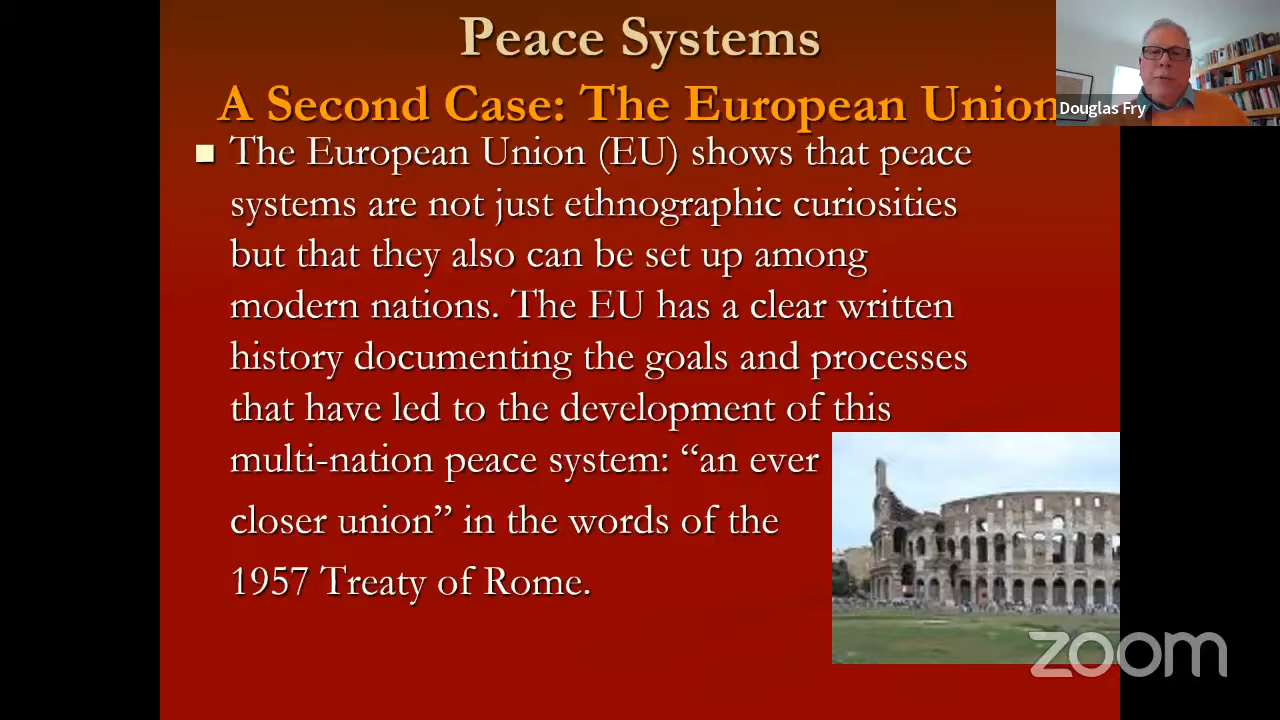 Peace Systems
A Second Case: The European Union
Douglas Fry
■ The European Union (EU) shows that peace
systems are not just ethnographic curiosities
but that they also can be set up among
modern nations. The EU has a clear written
history documenting the goals and processes
that have led to the development of this
multi-nation peace system: “an ever
closer union” in the words of the
1957 Treaty of Rome.
zoom